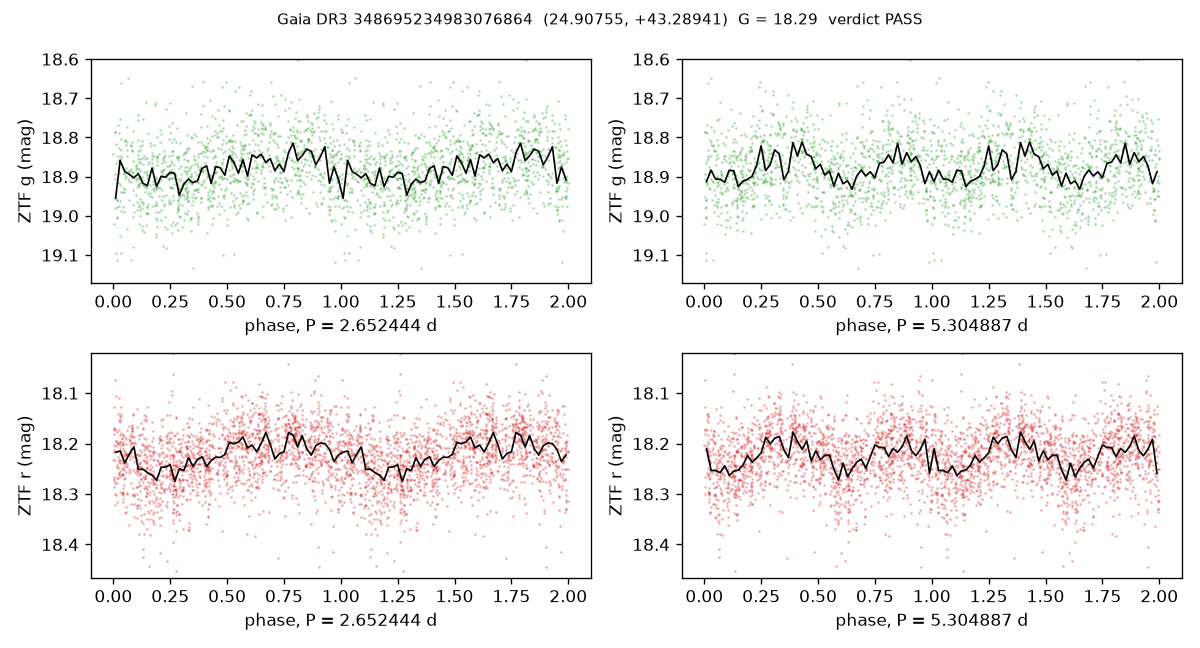 Gaia DR3 348695234983076864 (24.90755, +43.28941) G = 18.29 verdict PASS
18.6
18.7
18.8
18.9
19.0
19.1
ZTF g (mag)
0.00 0.25 0.50 0.75 1.00 1.25 1.50 1.75 2.00
phase, P = 2.652444 d
18.6
18.7
18.8
18.9
19.0
19.1
ZTF g (mag)
0.00 0.25 0.50 0.75 1.00 1.25 1.50 1.75 2.00
phase, P = 5.304887 d
18.1
18.2
18.3
18.4
ZTF r (mag)
0.00 0.25 0.50 0.75 1.00 1.25 1.50 1.75 2.00
phase, P = 2.652444 d
18.1
18.2
18.3
18.4
ZTF r (mag)
0.00 0.25 0.50 0.75 1.00 1.25 1.50 1.75 2.00
phase, P = 5.304887 d